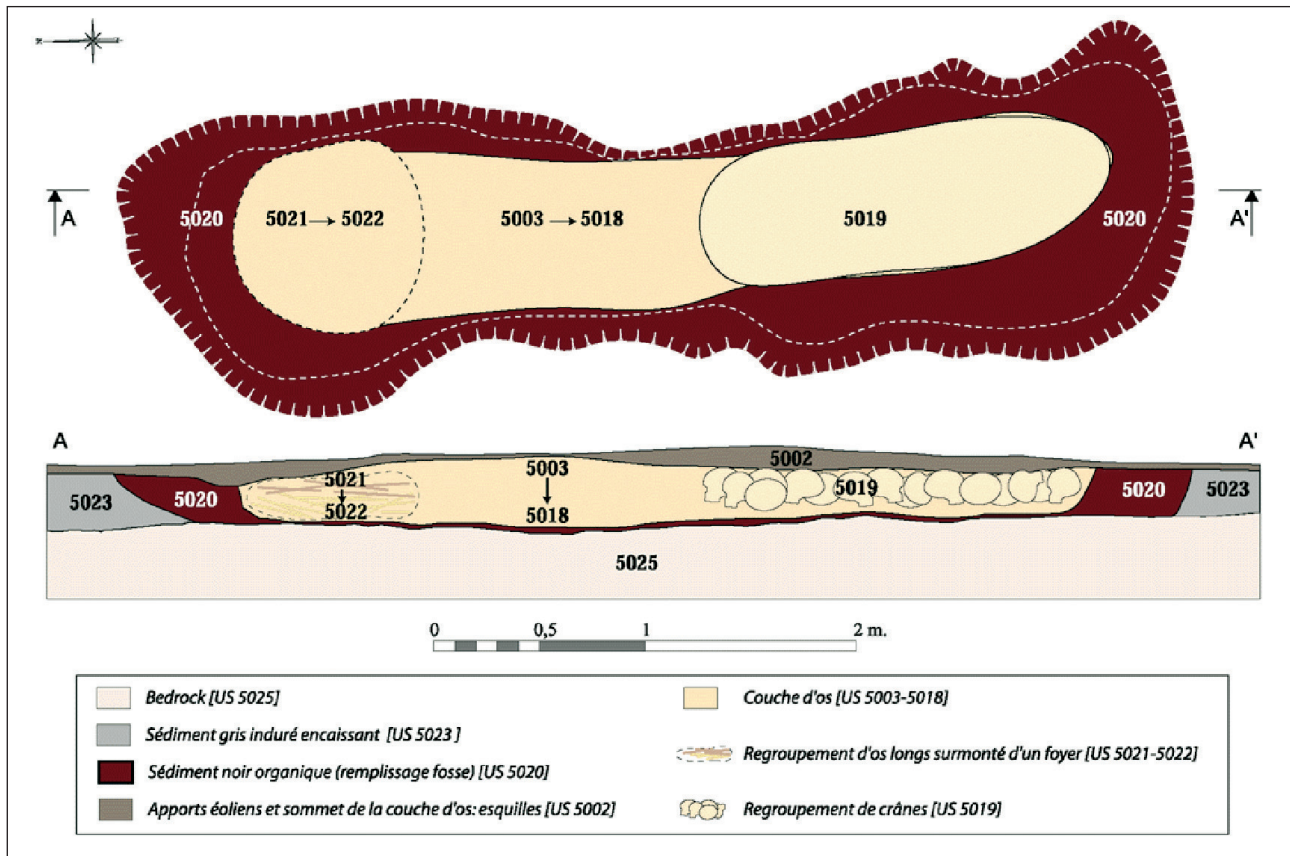 5020
5021 → 5022
5003 → 5018
5019
5020
A
A'
A
A'
5002
5021
5003
5019
5023
5020
5022
5018
5020
5023
5025
0 0,5 1 2 m.
Bedrock [US 5025]
Sédiment gris induré encaissant [US 5023 ]
Sédiment noir organique (remplissage fosse) [US 5020]
Apports éoliens et sommet de la couche d'os: esquilles [US 5002]
Couche d'os [US 5003-5018]
Regroupement d'os longs surmonté d'un foyer [US 5021-5022]
Regroupement de crânes [US 5019]